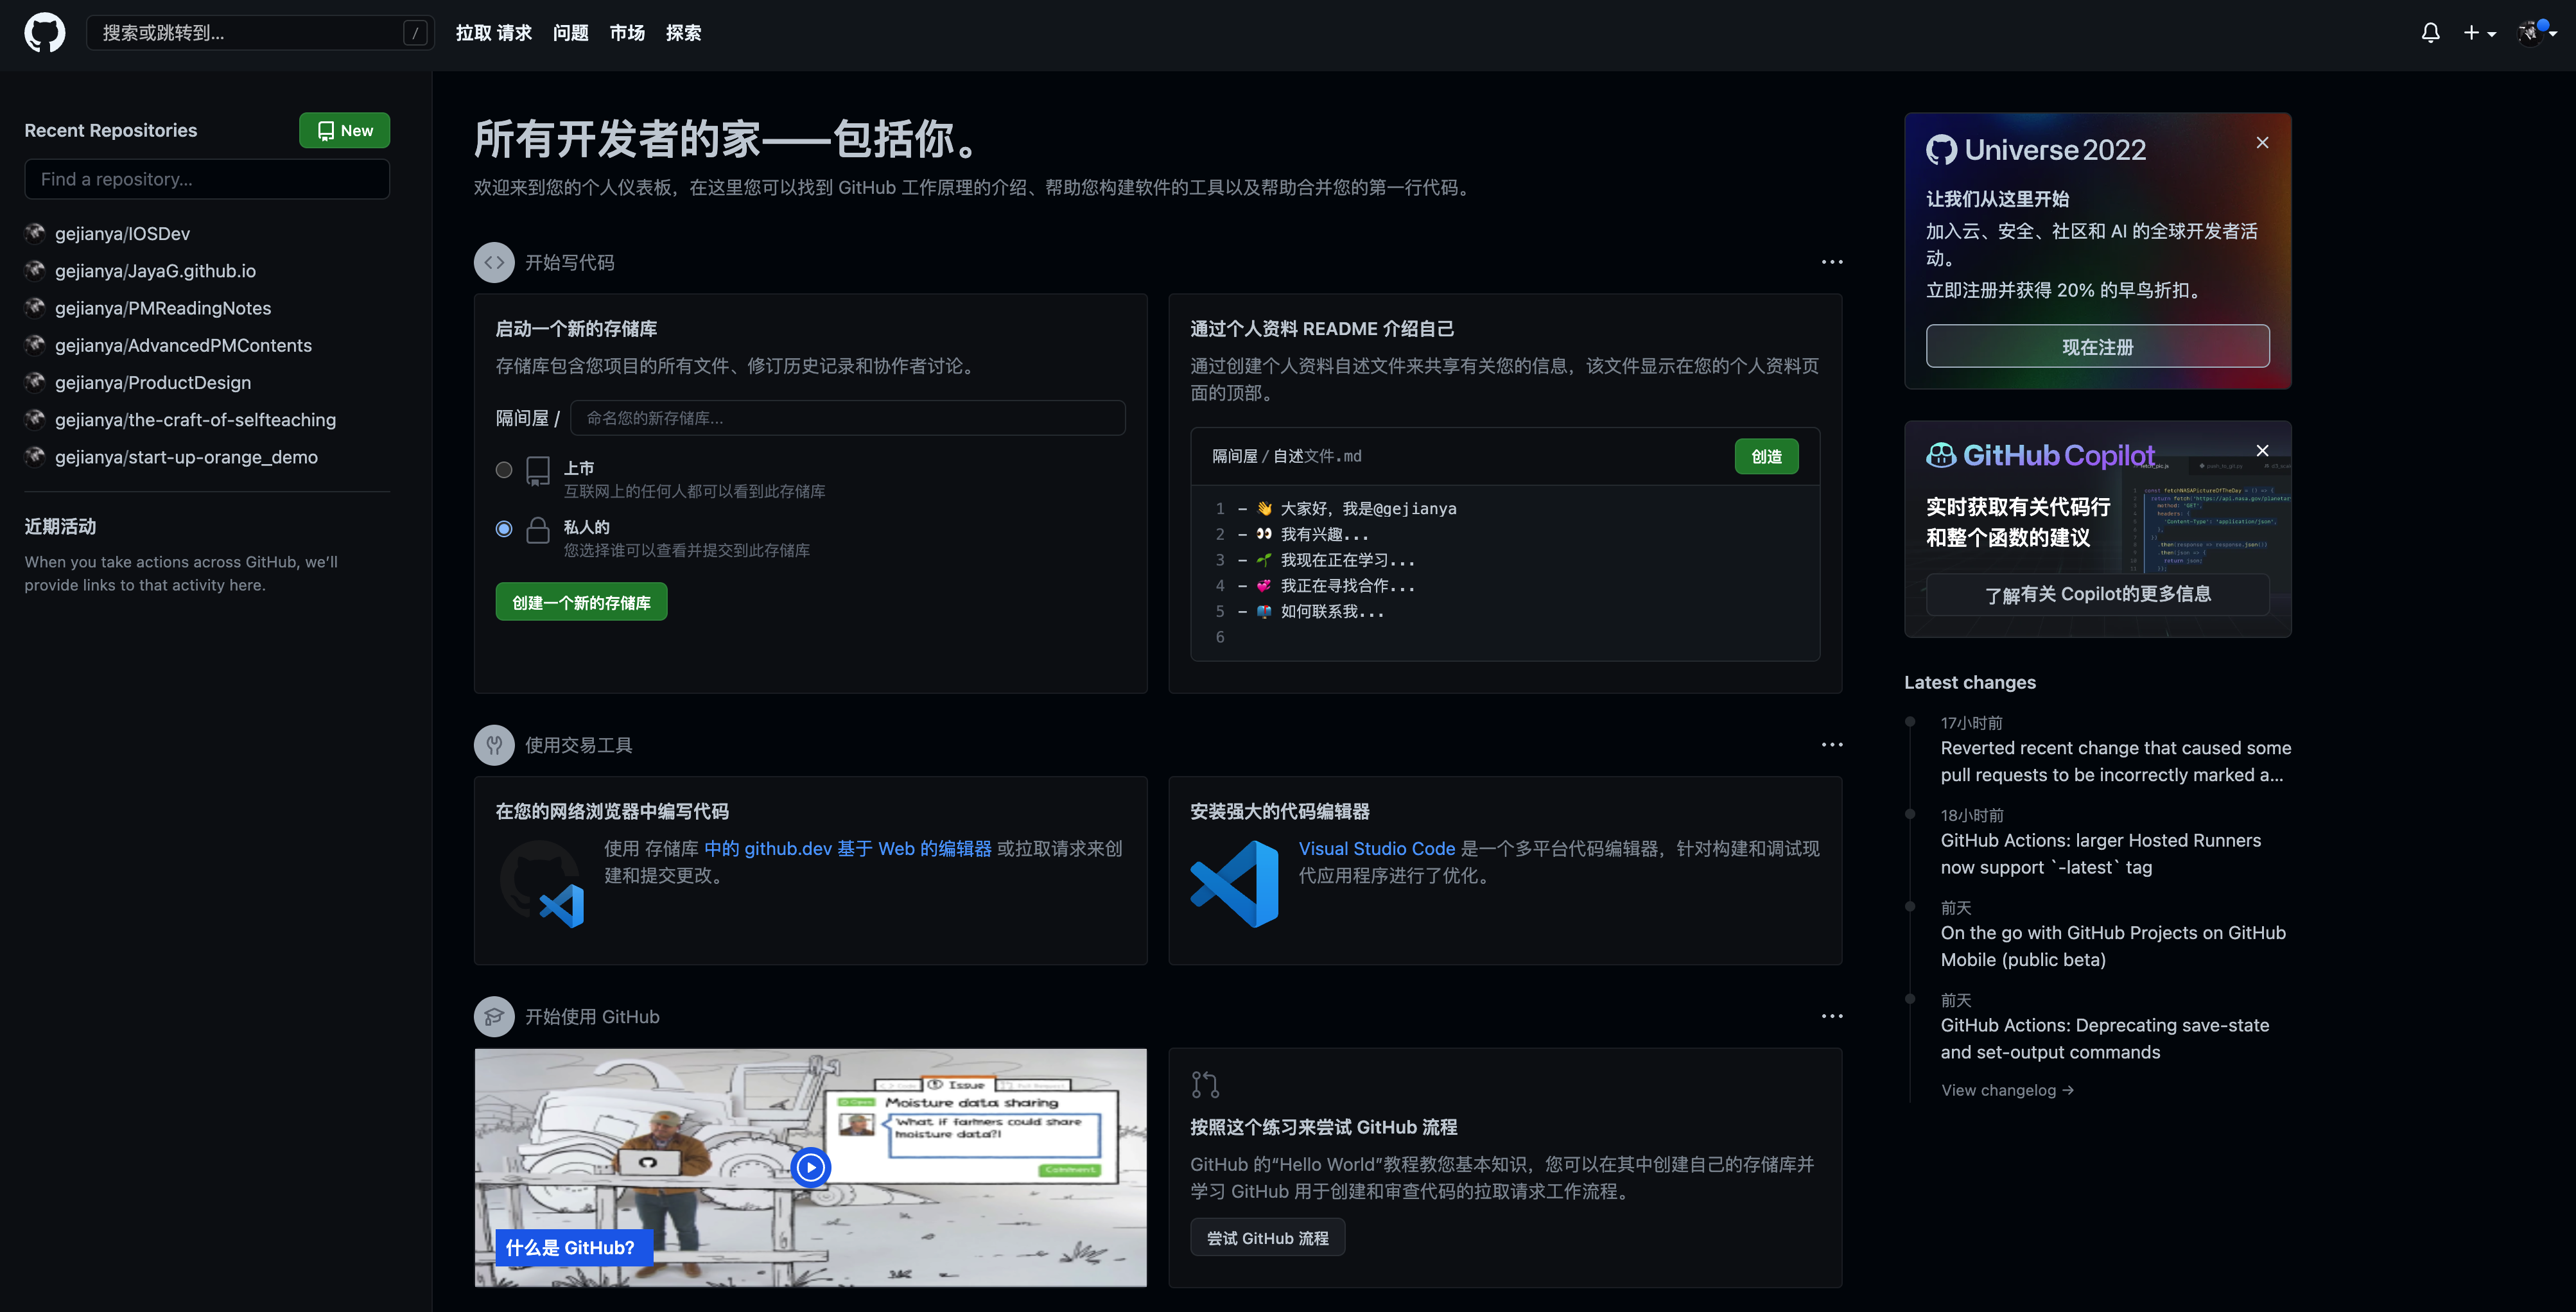 搜索或跳转到...
/
拉取 请求
问题
市场
探索
Recent Repositories
New
Find a repository...
gejianya/IOSDev
gejianya/JayaG.github.io
gejianya/PMReadingNotes
gejianya/AdvancedPMContents
gejianya/ProductDesign
gejianya/the-craft-of-selfteaching
gejianya/start-up-orange_demo
近期活动
When you take actions across GitHub, we’ll
provide links to that activity here.
所有开发者的家——包括你。
欢迎来到您的个人仪表板，在这里您可以找到 GitHub 工作原理的介绍、帮助您构建软件的工具以及帮助合并您的第一行代码。
开始写代码
启动一个新的存储库
存储库包含您项目的所有文件、修订历史记录和协作者讨论。
隔间屋 /
命名您的新存储库...
上市
互联网上的任何人都可以看到此存储库
私人的
您选择谁可以查看并提交到此存储库
创建一个新的存储库
通过个人资料 README 介绍自己
通过创建个人资料自述文件来共享有关您的信息，该文件显示在您的个人资料页
面的顶部。
隔间屋 / 自述文件.md
创造
1 - 👋 大家好，我是@gejianya
2 - 👀 我有兴趣...
3 - 🌱 我现在正在学习...
4 - 💞️ 我正在寻找合作...
5 - 📫 如何联系我...
6
使用交易工具
在您的网络浏览器中编写代码
使用 存储库 中的 github.dev 基于 Web 的编辑器 或拉取请求来创
建和提交更改。
安装强大的代码编辑器
Visual Studio Code 是一个多平台代码编辑器，针对构建和调试现
代应用程序进行了优化。
开始使用 GitHub
Code
Issue
Pull Request
Open
Moisture data sharing
What if farmers could share
moisture data?!
Comment
什么是 GitHub?
按照这个练习来尝试 GitHub 流程
GitHub 的“Hello World”教程教您基本知识，您可以在其中创建自己的存储库并
学习 GitHub 用于创建和审查代码的拉取请求工作流程。
尝试 GitHub 流程
Universe 2022
让我们从这里开始
加入云、安全、社区和 AI 的全球开发者活
动。
立即注册并获得 20% 的早鸟折扣。
现在注册
GitHub Copilot
实时获取有关代码行
和整个函数的建议
const fetchNASAPictureOfTheDay = () => {
return fetch('https://api.nasa.gov/planetar
method: 'GET',
headers: {
'Content-Type': 'application/json',
},
})
.then(response => response.json())
.then(json => {
return json;
});
了解有关 Copilot的更多信息
Latest changes
17小时前
Reverted recent change that caused some
pull requests to be incorrectly marked a...
18小时前
GitHub Actions: larger Hosted Runners
now support `-latest` tag
前天
On the go with GitHub Projects on GitHub
Mobile (public beta)
前天
GitHub Actions: Deprecating save-state
and set-output commands
View changelog →